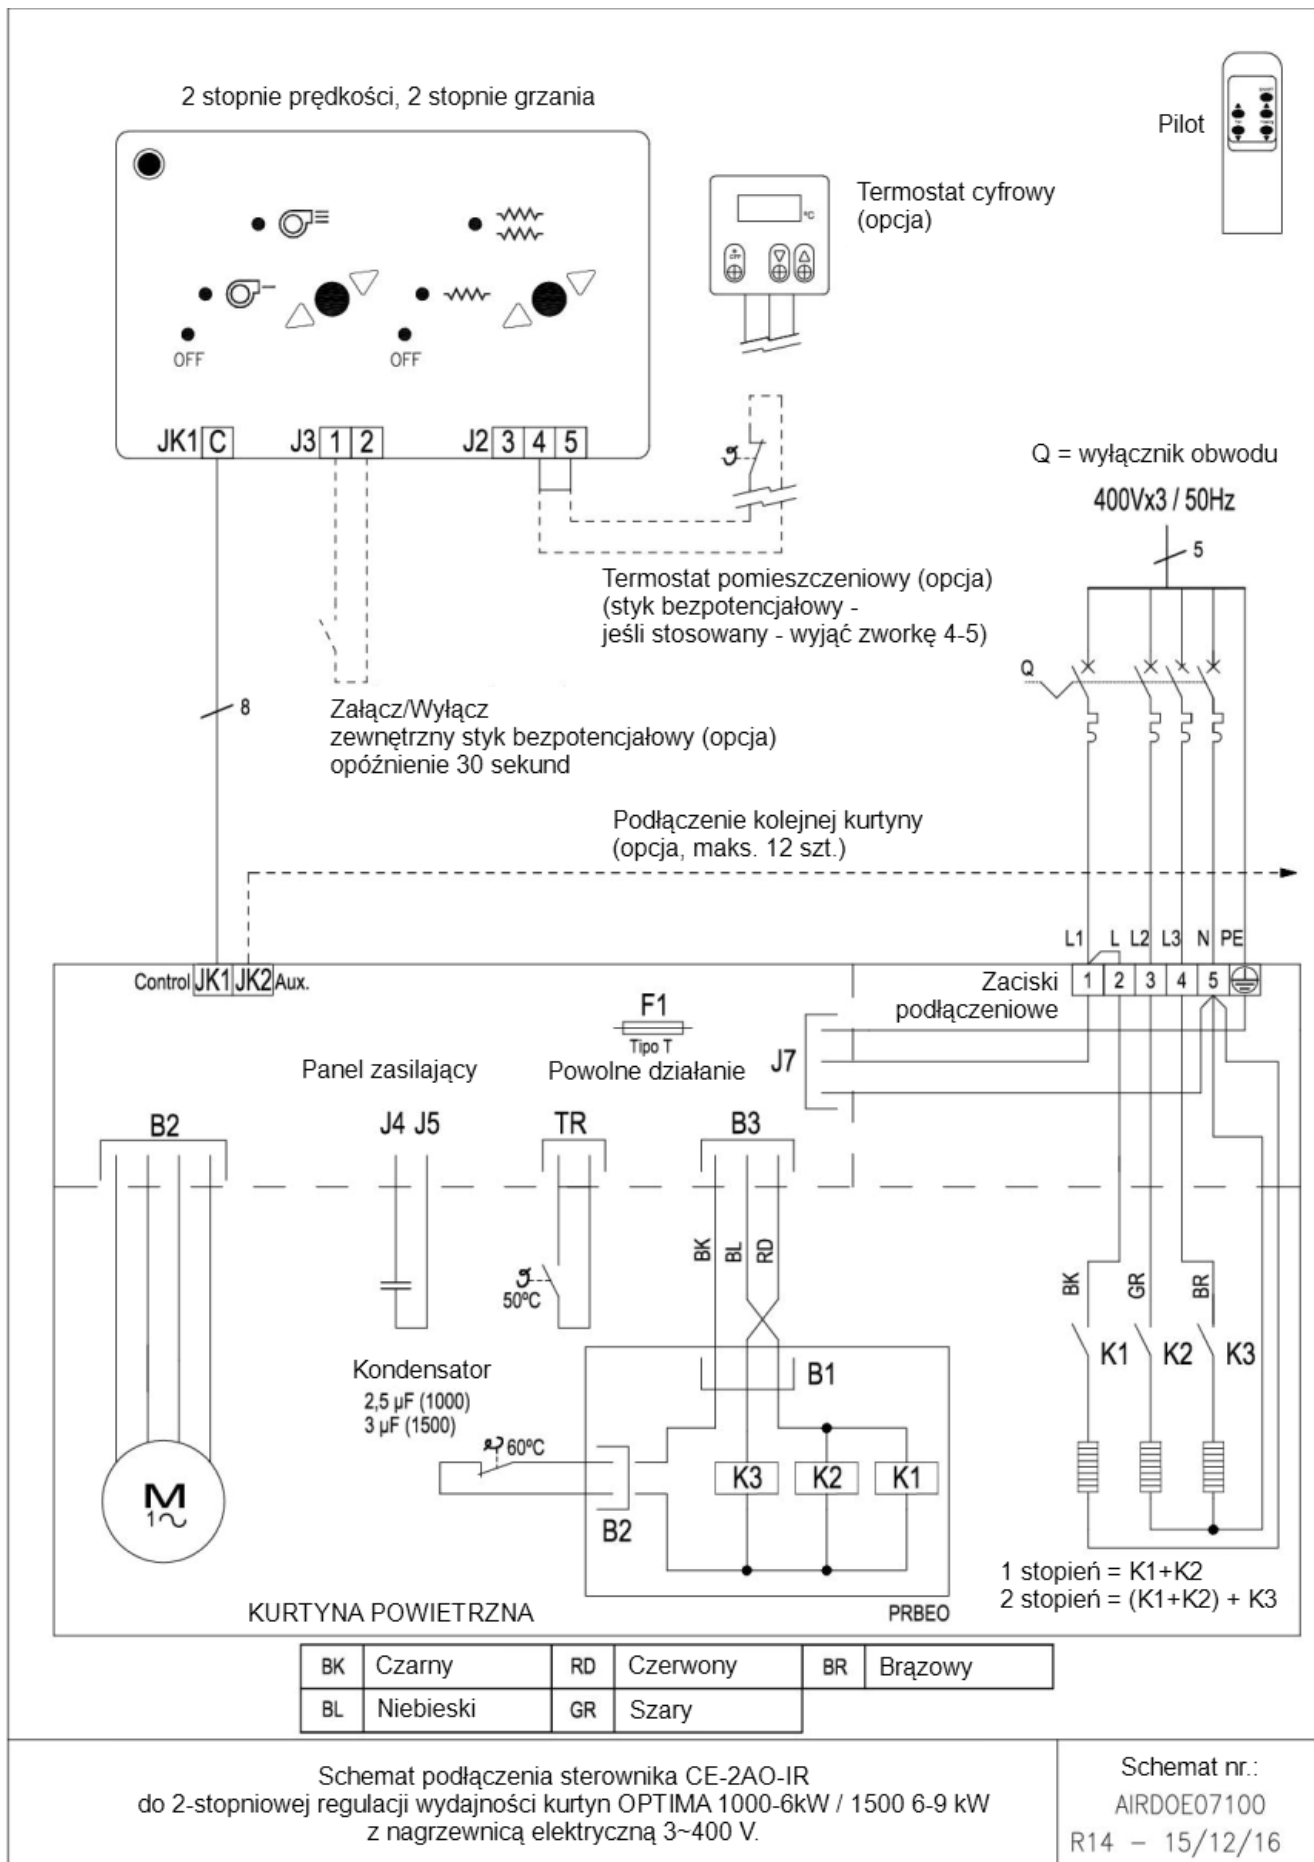 2 stopnie prędkości, 2 stopnie grzania
Pilot
Termostat cyfrowy
(opcja)
°C
OFF
OFF
OFF
JK1 C
J3 1 2
J2 3 4 5
Q = wyłącznik obwodu
400Vx3 / 50Hz
5
Termostat pomieszczeniowy (opcja)
(styk bezpotencjałowy -
jeśli stosowany - wyjąć zworkę 4-5)
Q
8
Załącz/Wyłącz
zewnętrzny styk bezpotencjałowy (opcja)
opóźnienie 30 sekund
Podłączenie kolejnej kurtyny
(opcja, maks. 12 szt.)
L1 L L2 L3 N PE
Control JK1 JK2 Aux.
Zaciski
podłączeniowe
1 2 3 4 5
F1
Tipo T
Panel zasilający
Powolne działanie
J7
B2
J4 J5
TR
B3
BK
BL
RD
50ºC
BK
GR
BR
K1
K2
K3
Kondensator
2,5 µF (1000)
3 µF (1500)
B1
60ºC
K3
K2
K1
M
1
B2
1 stopień = K1+K2
2 stopień = (K1+K2) + K3
KURTYNA POWIETRZNA
PRBEO
BK Czarny RD Czerwony BR Brązowy
BL Niebieski GR Szary
Schemat podłączenia sterownika CE-2AO-IR
do 2-stopniowej regulacji wydajności kurtyn OPTIMA 1000-6kW / 1500 6-9 kW
z nagrzewnicą elektryczną 3~400 V.
Schemat nr.:
AIRDOE07100
R14 – 15/12/16